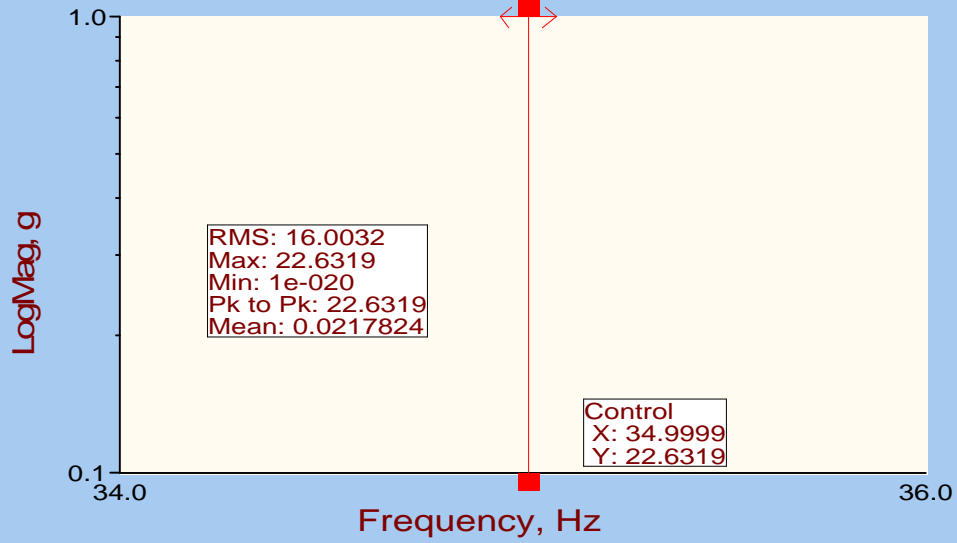 1.0
LogMag, g
RMS: 16.0032
Max: 22.6319
Min: 1e-020
Pk to Pk: 22.6319
Mean: 0.0217824
Control
X: 34.9999
Y: 22.6319
0.1
34.0
36.0
Frequency, Hz